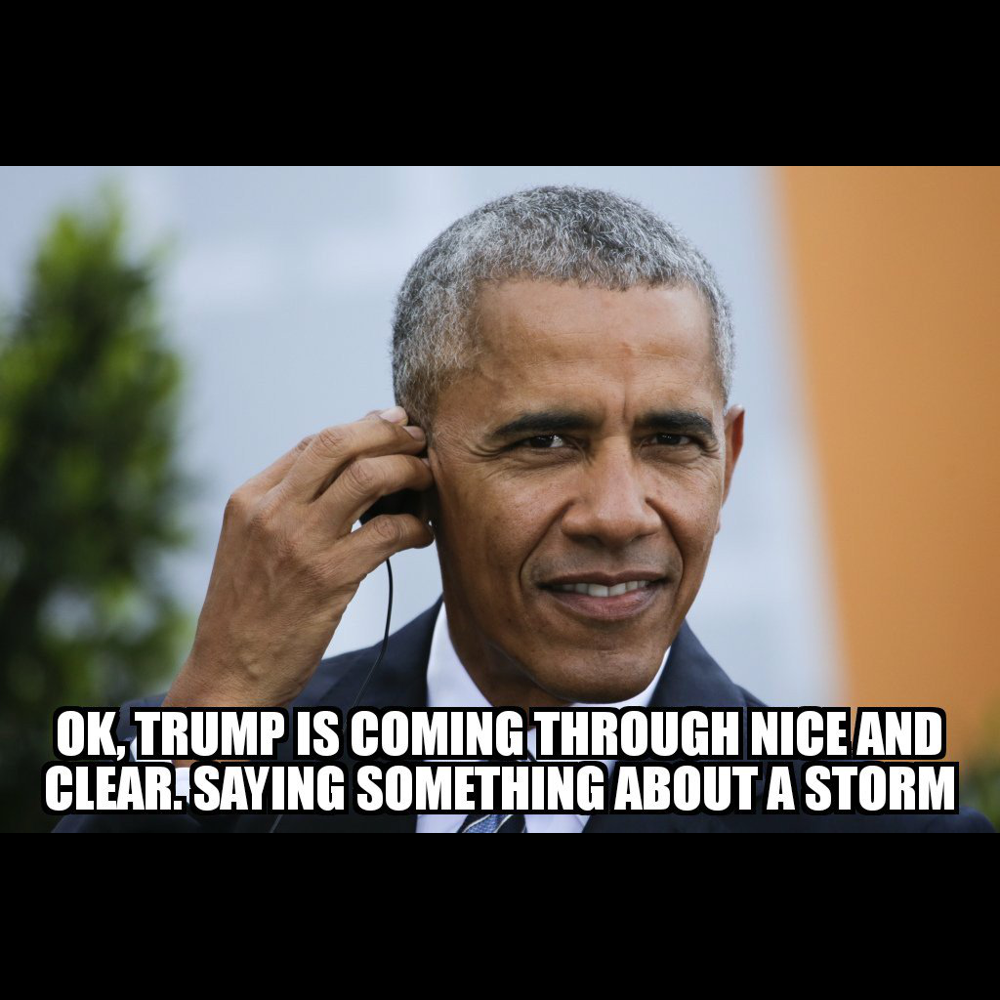 OK, TRUMP IS COMING THROUGH NICE AND
CLEAR. SAYING SOMETHING ABOUT A STORM